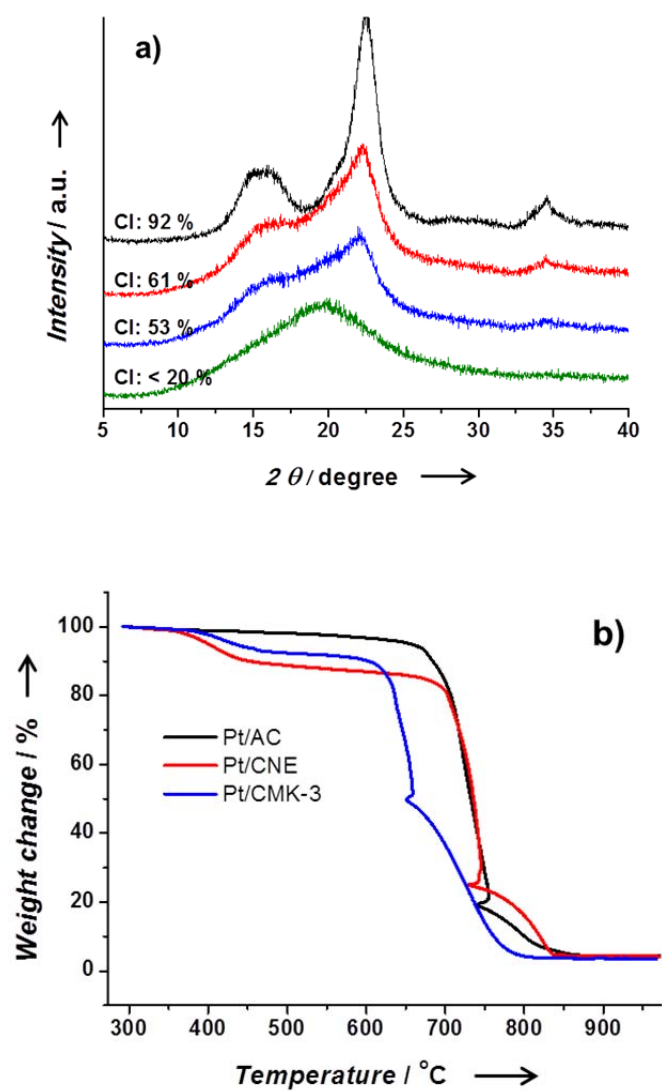 a)
Intensity / a.u.
CI: 92 %
CI: 61 %
CI: 53 %
CI: < 20 %
5 10 15 20 25 30 35 40
2 θ / degree
b)
100
80
60
40
20
0
Weight change / %
Pt/AC
Pt/CNE
Pt/CMK-3
300 400 500 600 700 800 900
Temperature / °C